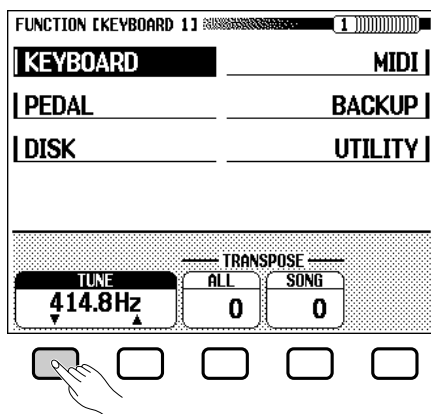 FUNCTION [KEYBOARD 1] 1
KEYBOARD MIDI
PEDAL BACKUP
DISK UTILITY
TRANSPOSE
TUNE ALL SONG
414.8Hz 0 0